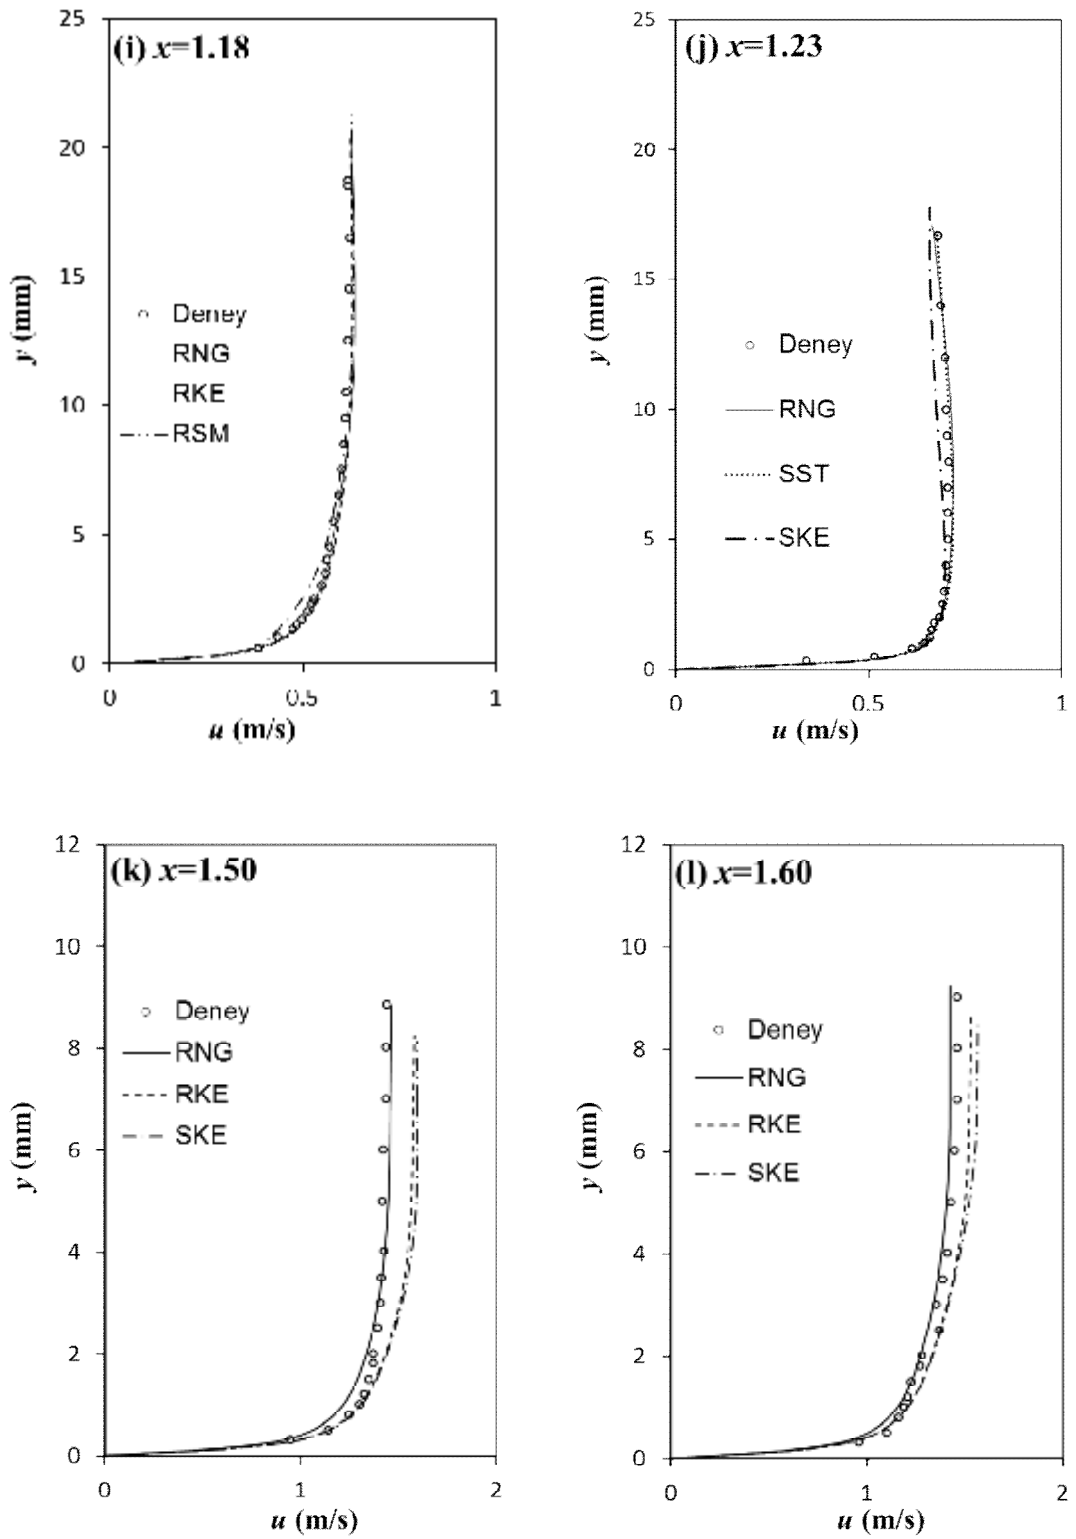 (i) x=1.18
25
20
15
10
5
0
y (mm)
Deney
RNG
RKE
RSM
0 0.5 1
u (m/s)
(j) x=1.23
25
20
15
10
5
0
y (mm)
Deney
RNG
SST
SKE
0 0.5 1
u (m/s)
(k) x=1.50
12
10
8
6
4
2
0
y (mm)
Deney
RNG
RKE
SKE
0 1 2
u (m/s)
(l) x=1.60
12
10
8
6
4
2
0
y (mm)
Deney
RNG
RKE
SKE
0 1 2
u (m/s)